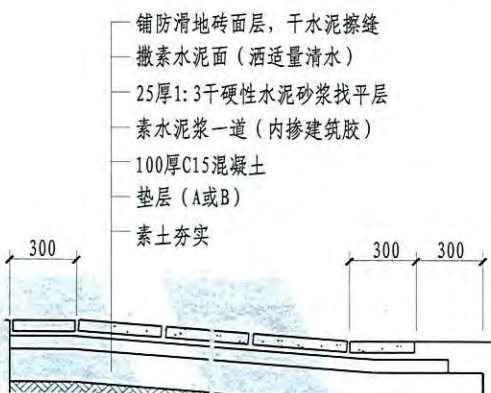 铺防滑地砖面层，干水泥擦缝
撒素水泥面（洒适量清水）
25厚1:3干硬性水泥砂浆找平层
素水泥浆一道（内掺建筑胶）
100厚C15混凝土
垫层（A或B）
素土夯实
300
300
300